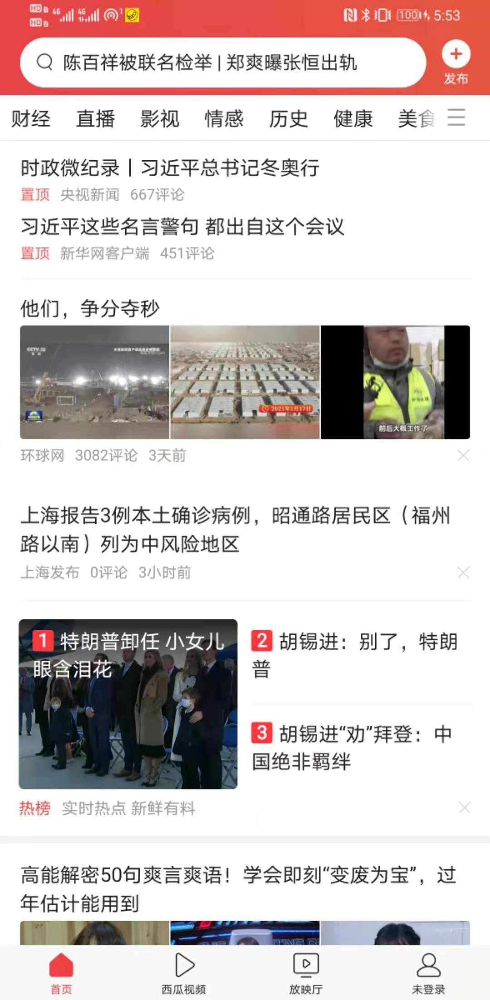 HD 1 4G 4G 1 100 5:53
HD 2
陈百祥被联名检举 | 郑爽曝张恒出轨
发布
财经 直播 影视 情感 历史 健康 美食
时政微纪录丨习近平总书记冬奥行
置顶 央视新闻 667评论
习近平这些名言警句 都出自这个会议
置顶 新华网客户端 451评论
他们，争分夺秒
CCTV
2021年1月17日
前后大概工作了
环球网 3082评论 3天前
上海报告3例本土确诊病例，昭通路居民区（福州
路以南）列为中风险地区
上海发布 0评论 3小时前
1 特朗普卸任 小女儿
眼含泪花
2 胡锡进：别了，特朗
普
3 胡锡进“劝”拜登：中
国绝非羁绊
热榜 实时热点 新鲜有料
高能解密50句爽言爽语！学会即刻“变废为宝”，过
年估计能用到
首页 西瓜视频 放映厅 未登录